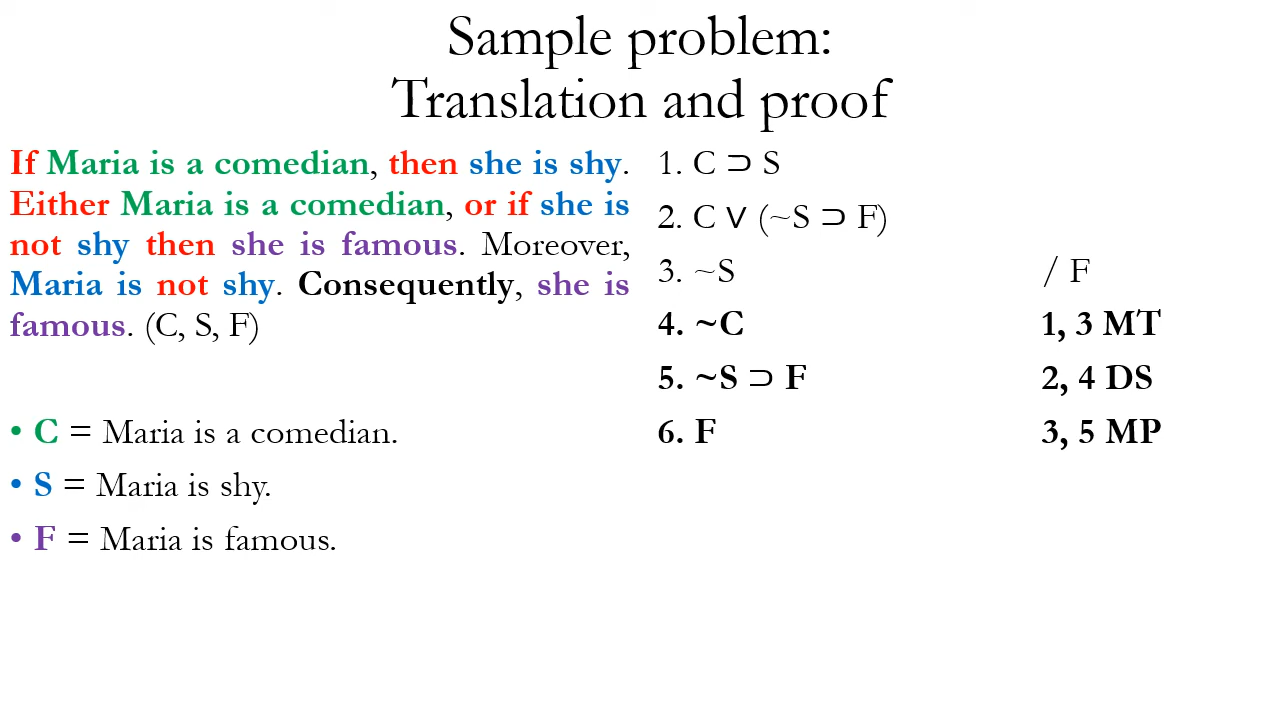 Sample problem:
Translation and proof
If Maria is a comedian, then she is shy.
Either Maria is a comedian, or if she is
not shy then she is famous. Moreover,
Maria is not shy. Consequently, she is
famous. (C, S, F)
• C = Maria is a comedian.
• S = Maria is shy.
• F = Maria is famous.
1. C ⊃ S
2. C ∨ (~S ⊃ F)
3. ~S / F
4. ~C 1, 3 MT
5. ~S ⊃ F 2, 4 DS
6. F 3, 5 MP